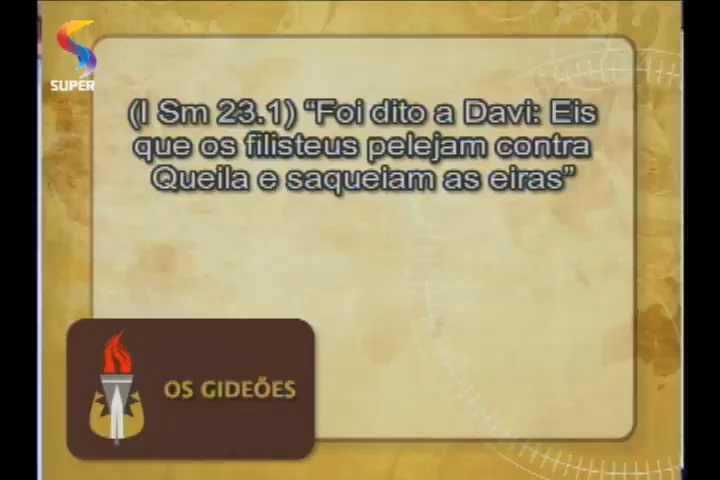 SUPER
(I Sm 23.1) “Foi dito a Davi: Eis
que os filisteus pelejam contra
Queila e saqueiam as eiras”
OS GIDEÕES